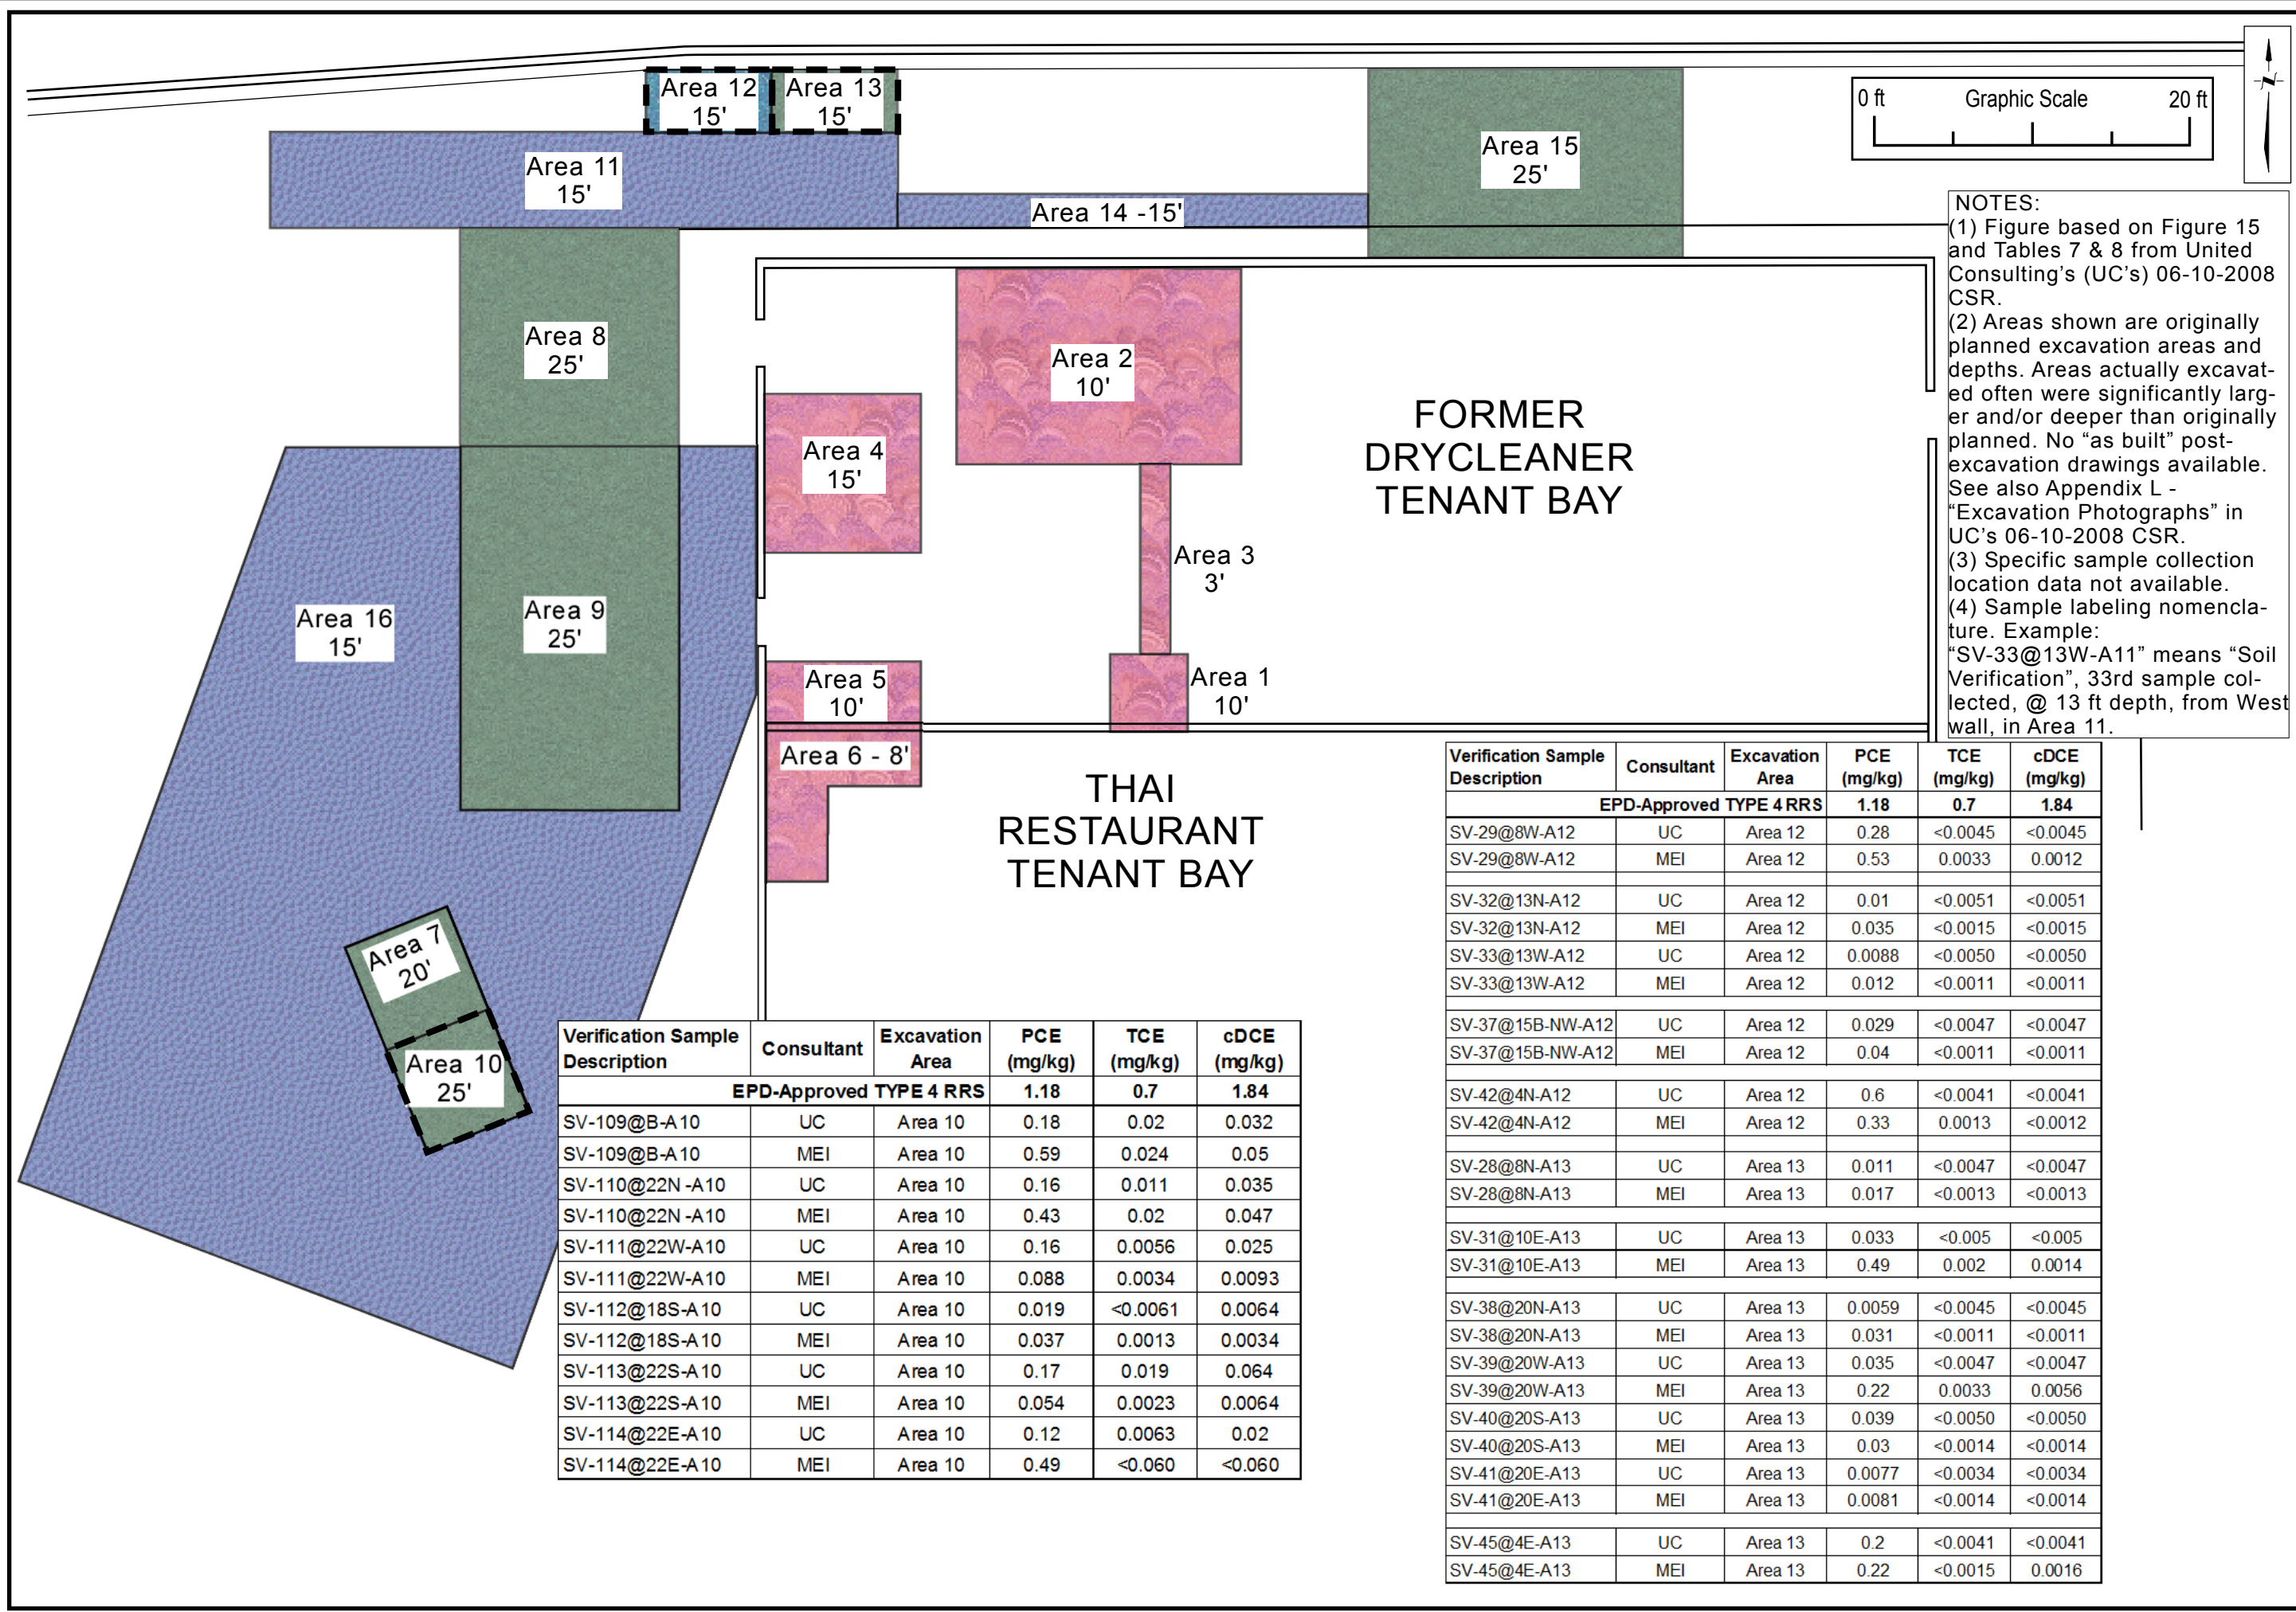 Area 12
15'
Area 13
15'
Area 11
15'
Area 14 -15'
Area 15
25'
0 ft Graphic Scale 20 ft
N
Area 8
25'
Area 2
10'
Area 4
15'
FORMER
DRYCLEANER
TENANT BAY
Area 3
3'
Area 16
15'
Area 9
25'
Area 5
10'
Area 1
10'
Area 6 - 8'
THAI
RESTAURANT
TENANT BAY
Area 7
20'
Area 10
25'
NOTES:
(1) Figure based on Figure 15
and Tables 7 & 8 from United
Consulting's (UC's) 06-10-2008
CSR.
(2) Areas shown are originally
planned excavation areas and
depths. Areas actually excavat-
ed often were significantly larg-
er and/or deeper than originally
planned. No “as built” post-
excavation drawings available.
See also Appendix L -
“Excavation Photographs” in
UC's 06-10-2008 CSR.
(3) Specific sample collection
location data not available.
(4) Sample labeling nomencla-
ture. Example:
“SV-33@13W-A11” means “Soil
Verification”, 33rd sample col-
lected, @ 13 ft depth, from West
wall, in Area 11.
Verification Sample Description Consultant Excavation Area PCE (mg/kg) TCE (mg/kg) cDCE (mg/kg)
EPD-Approved TYPE 4 RRS 1.18 0.7 1.84
SV-109@B-A10 UC Area 10 0.18 0.02 0.032
SV-109@B-A10 MEI Area 10 0.59 0.024 0.05
SV-110@22N -A10 UC Area 10 0.16 0.011 0.035
SV-110@22N -A10 MEI Area 10 0.43 0.02 0.047
SV-111@22W-A10 UC Area 10 0.16 0.0056 0.025
SV-111@22W-A10 MEI Area 10 0.088 0.0034 0.0093
SV-112@18S-A10 UC Area 10 0.019 <0.0061 0.0064
SV-112@18S-A10 MEI Area 10 0.037 0.0013 0.0034
SV-113@22S-A10 UC Area 10 0.17 0.019 0.064
SV-113@22S-A10 MEI Area 10 0.054 0.0023 0.0064
SV-114@22E-A10 UC Area 10 0.12 0.0063 0.02
SV-114@22E-A10 MEI Area 10 0.49 <0.060 <0.060
Verification Sample Description Consultant Excavation Area PCE (mg/kg) TCE (mg/kg) cDCE (mg/kg)
EPD-Approved TYPE 4 RRS 1.18 0.7 1.84
SV-29@8W-A12 UC Area 12 0.28 <0.0045 <0.0045
SV-29@8W-A12 MEI Area 12 0.53 0.0033 0.0012
SV-32@13N-A12 UC Area 12 0.01 <0.0051 <0.0051
SV-32@13N-A12 MEI Area 12 0.035 <0.0015 <0.0015
SV-33@13W-A12 UC Area 12 0.0088 <0.0050 <0.0050
SV-33@13W-A12 MEI Area 12 0.012 <0.0011 <0.0011
SV-37@15B-NW-A12 UC Area 12 0.029 <0.0047 <0.0047
SV-37@15B-NW-A12 MEI Area 12 0.04 <0.0011 <0.0011
SV-42@4N-A12 UC Area 12 0.6 <0.0041 <0.0041
SV-42@4N-A12 MEI Area 12 0.33 0.0013 <0.0012
SV-28@8N-A13 UC Area 13 0.011 <0.0047 <0.0047
SV-28@8N-A13 MEI Area 13 0.017 <0.0013 <0.0013
SV-31@10E-A13 UC Area 13 0.033 <0.005 <0.005
SV-31@10E-A13 MEI Area 13 0.49 0.002 0.0014
SV-38@20N-A13 UC Area 13 0.0059 <0.0045 <0.0045
SV-38@20N-A13 MEI Area 13 0.031 <0.0011 <0.0011
SV-39@20W-A13 UC Area 13 0.035 <0.0047 <0.0047
SV-39@20W-A13 MEI Area 13 0.22 0.0033 0.0056
SV-40@20S-A13 UC Area 13 0.039 <0.0050 <0.0050
SV-40@20S-A13 MEI Area 13 0.03 <0.0014 <0.0014
SV-41@20E-A13 UC Area 13 0.0077 <0.0034 <0.0034
SV-41@20E-A13 MEI Area 13 0.0081 <0.0014 <0.0014
SV-45@4E-A13 UC Area 13 0.2 <0.0041 <0.0041
SV-45@4E-A13 MEI Area 13 0.22 <0.0015 0.0016